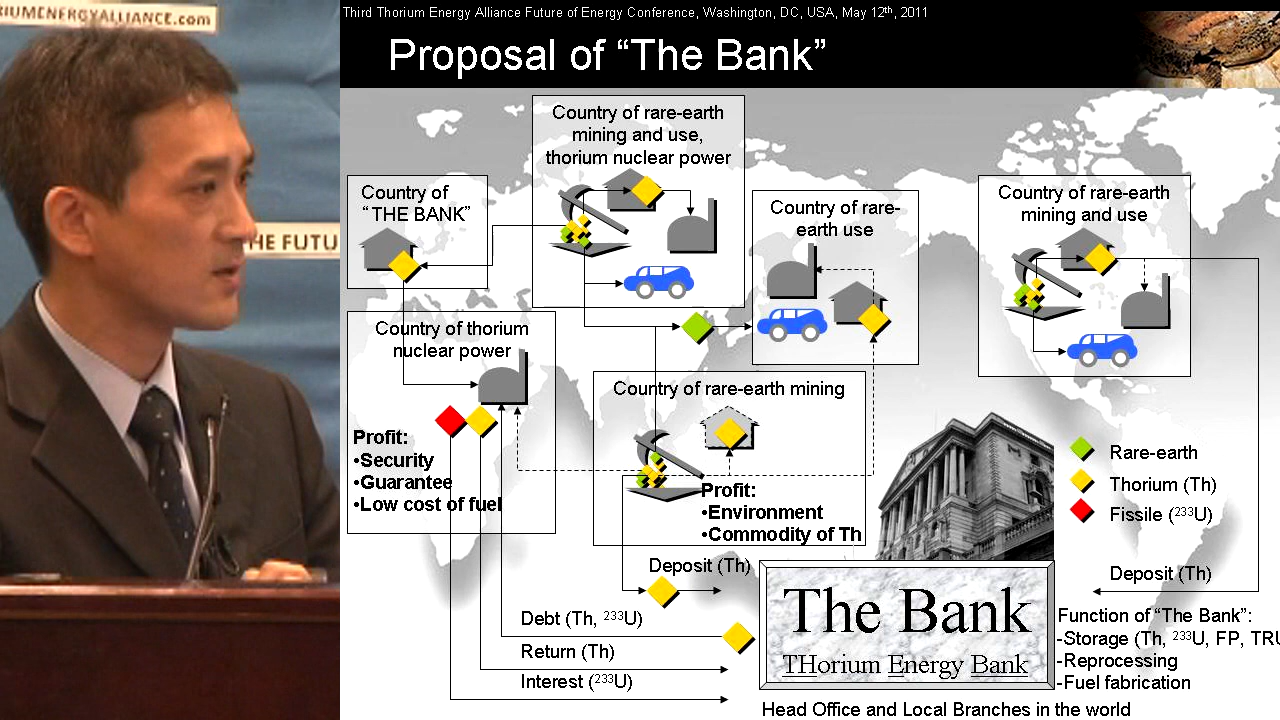 RIUMENERGYALLIANCE.com
HE FUTU
Third Thorium Energy Alliance Future of Energy Conference, Washington, DC, USA, May 12th, 2011
Proposal of “The Bank”
Country of rare-earth
mining and use,
thorium nuclear power
Country of
“THE BANK”
Country of rare-
earth use
Country of rare-earth
mining and use
Country of thorium
nuclear power
Profit:
•Security
•Guarantee
•Low cost of fuel
Country of rare-earth mining
Profit:
•Environment
•Commodity of Th
Rare-earth
Thorium (Th)
Fissile (233U)
Deposit (Th)
Deposit (Th)
Debt (Th, 233U)
Return (Th)
Interest (233U)
The Bank
THorium Energy Bank
Function of “The Bank”:
-Storage (Th, 233U, FP, TRU
-Reprocessing
-Fuel fabrication
Head Office and Local Branches in the world